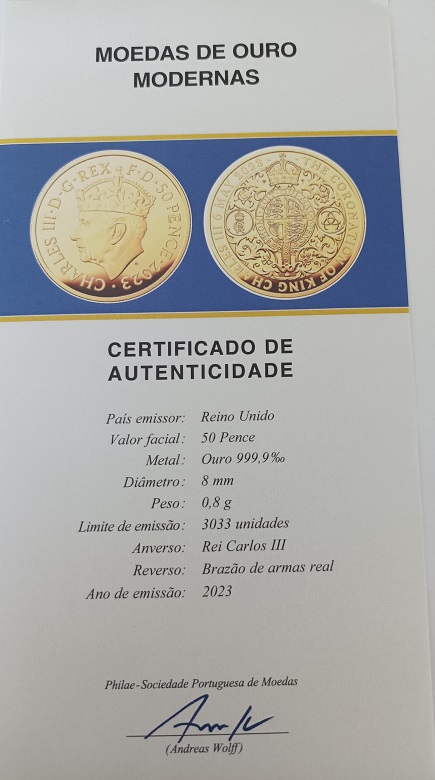 MOEDAS DE OURO
MODERNAS
CHARLES III·D·G·REX·F·D·50 PENCE·2023·
THE CORONATION OF KING CHARLES III 6 MAY 2023
CERTIFICADO DE
AUTENTICIDADE
País emissor: Reino Unido
Valor facial: 50 Pence
Metal: Ouro 999,9‰
Diâmetro: 8 mm
Peso: 0,8 g
Limite de emissão: 3033 unidades
Anverso: Rei Carlos III
Reverso: Brazão de armas real
Ano de emissão: 2023
Philae-Sociedade Portuguesa de Moedas
(Andreas Wolff)